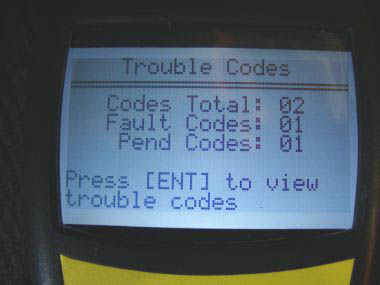 Trouble Codes
Codes Total: 02
Fault Codes: 01
Pend Codes: 01
Press [ENT] to view
trouble codes